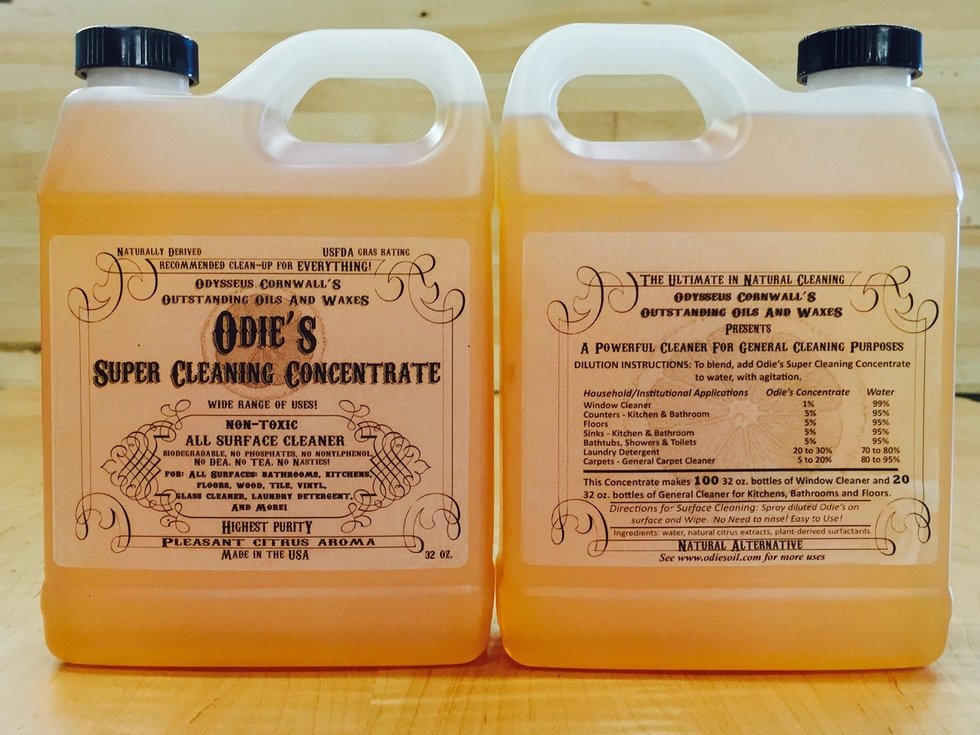 Naturally Derived USFDA GRAS RATING
RECOMMENDED CLEAN-UP FOR EVERYTHING!
Odysseus Cornwall's
Outstanding Oils And Waxes
Odie's
Super Cleaning Concentrate
WIDE RANGE OF USES!
NON-TOXIC
ALL SURFACE CLEANER
BIODEGRADABLE, NO PHOSPHATES, NO NONYLPHENOL,
NO DEA, NO TEA, NO NASTIES!
FOR: ALL SURFACES: BATHROOMS, KITCHENS,
FLOORS, WOOD, TILE, VINYL,
GLASS CLEANER, LAUNDRY DETERGENT,
AND MORE!
HIGHEST PURITY
PLEASANT CITRUS AROMA
MADE IN THE USA 32 OZ.
The Ultimate in Natural Cleaning
Odysseus Cornwall's
Outstanding Oils And Waxes
Presents
A Powerful Cleaner For General Cleaning Purposes
DILUTION INSTRUCTIONS: To blend, add Odie's Super Cleaning Concentrate
to water, with agitation.
Household/Institutional Applications Odie's Concentrate Water
Window Cleaner 1% 99%
Counters - Kitchen & Bathroom 5% 95%
Floors 5% 95%
Sinks - Kitchen & Bathroom 5% 95%
Bathtubs, Showers & Toilets 5% 95%
Laundry Detergent 20 to 30% 70 to 80%
Carpets - General Carpet Cleaner 5 to 20% 80 to 95%
This Concentrate makes 100 32 oz. bottles of Window Cleaner and 20
32 oz. bottles of General Cleaner for Kitchens, Bathrooms and Floors.
Directions for Surface Cleaning: Spray diluted Odie's on
surface and Wipe. No Need to rinse! Easy to Use!
Ingredients: water, natural citrus extracts, plant-derived surfactants
Natural Alternative
See www.odiesoil.com for more uses